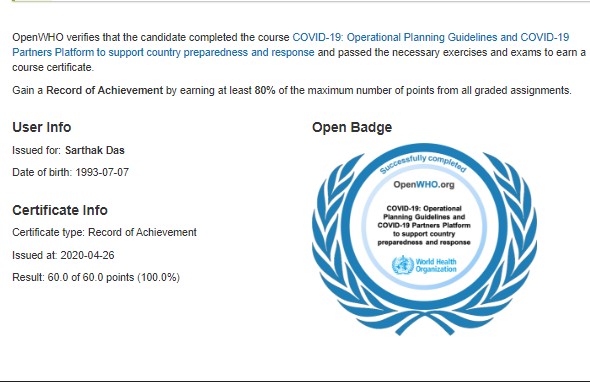 OpenWHO verifies that the candidate completed the course COVID-19: Operational Planning Guidelines and COVID-19
Partners Platform to support country preparedness and response and passed the necessary exercises and exams to earn a
course certificate.
Gain a Record of Achievement by earning at least 80% of the maximum number of points from all graded assignments.
User Info
Issued for: Sarthak Das
Date of birth: 1993-07-07
Certificate Info
Certificate type: Record of Achievement
Issued at: 2020-04-26
Result: 60.0 of 60.0 points (100.0%)
Open Badge
Successfully completed
OpenWHO.org
COVID-19: Operational
Planning Guidelines and
COVID-19 Partners Platform
to support country
preparedness and response
World Health
Organization